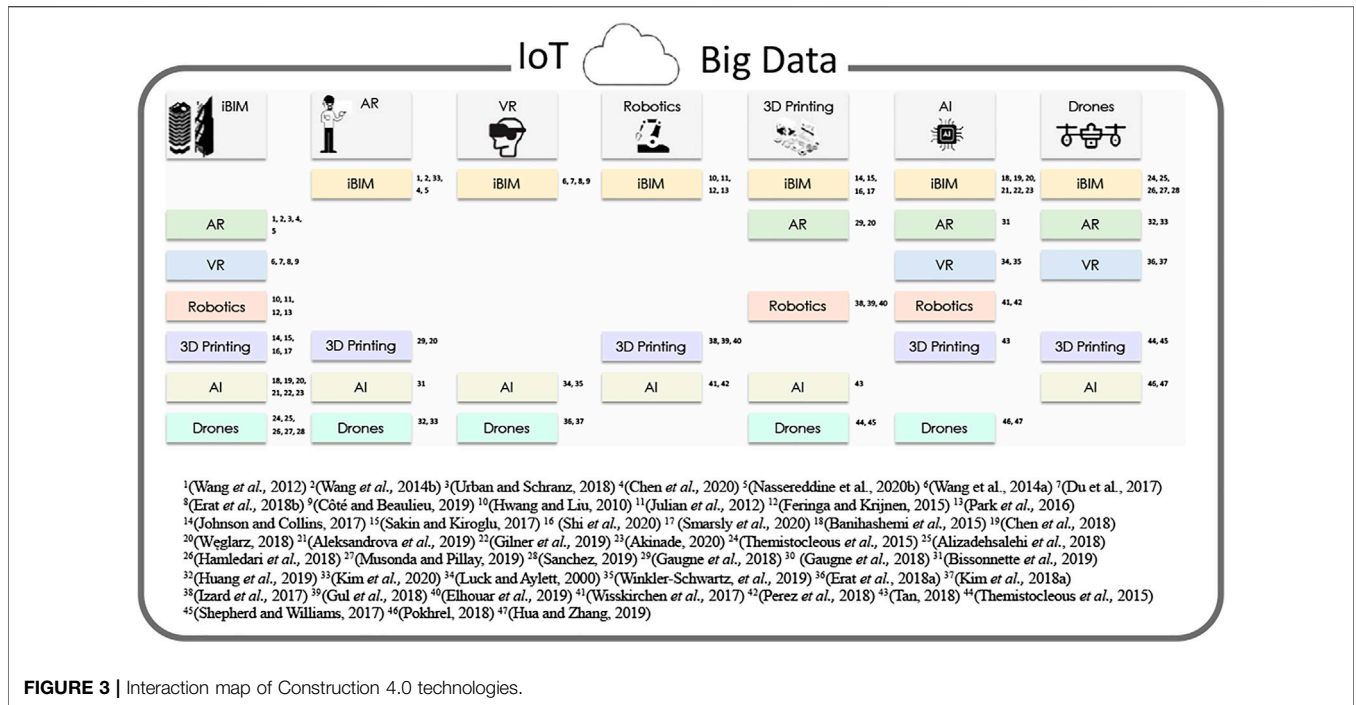 IoT Big Data
iBIM AR VR Robotics 3D Printing AI Drones
AI
iBIM 1, 2, 33, 4, 5 iBIM 6, 7, 8, 9 iBIM 10, 11, 12, 13 iBIM 14, 15, 16, 17 iBIM 18, 19, 20, 21, 22, 23 iBIM 24, 25, 26, 27, 28
AR 1, 2, 3, 4, 5 AR 29, 20 AR 31 AR 32, 33
VR 6, 7, 8, 9 VR 34, 35 VR 36, 37
Robotics 10, 11, 12, 13 Robotics 38, 39, 40 Robotics 41, 42
3D Printing 14, 15, 16, 17 3D Printing 29, 20 3D Printing 38, 39, 40 3D Printing 43 3D Printing 44, 45
AI 18, 19, 20, 21, 22, 23 AI 31 AI 34, 35 AI 41, 42 AI 43 AI 46, 47
Drones 24, 25, 26, 27, 28 Drones 32, 33 Drones 36, 37 Drones 44, 45 Drones 46, 47
1(Wang et al., 2012) 2(Wang et al., 2014b) 3(Urban and Schranz, 2018) 4(Chen et al., 2020) 5(Nassereddine et al., 2020b) 6(Wang et al., 2014a) 7(Du et al., 2017)
8(Erat et al., 2018b) 9(Côté and Beaulieu, 2019) 10(Hwang and Liu, 2010) 11(Julian et al., 2012) 12(Feringa and Krijnen, 2015) 13(Park et al., 2016)
14(Johnson and Collins, 2017) 15(Sakin and Kiroglu, 2017) 16 (Shi et al., 2020) 17 (Smarsly et al., 2020) 18(Banihashemi et al., 2015) 19(Chen et al., 2018)
20(Węglarz, 2018) 21(Aleksandrova et al., 2019) 22(Gilner et al., 2019) 23(Akinade, 2020) 24(Themistocleous et al., 2015) 25(Alizadehsalehi et al., 2018)
26(Hamledari et al., 2018) 27(Musonda and Pillay, 2019) 28(Sanchez, 2019) 29(Gaugne et al., 2018) 30 (Gaugne et al., 2018) 31(Bissonnette et al., 2019)
32(Huang et al., 2019) 33(Kim et al., 2020) 34(Luck and Aylett, 2000) 35(Winkler-Schwartz, et al., 2019) 36(Erat et al., 2018a) 37(Kim et al., 2018a)
38(Izard et al., 2017) 39(Gul et al., 2018) 40(Elhouar et al., 2019) 41(Wisskirchen et al., 2017) 42(Perez et al., 2018) 43(Tan, 2018) 44(Themistocleous et al., 2015)
45(Shepherd and Williams, 2017) 46(Pokhrel, 2018) 47(Hua and Zhang, 2019)
FIGURE 3 | Interaction map of Construction 4.0 technologies.